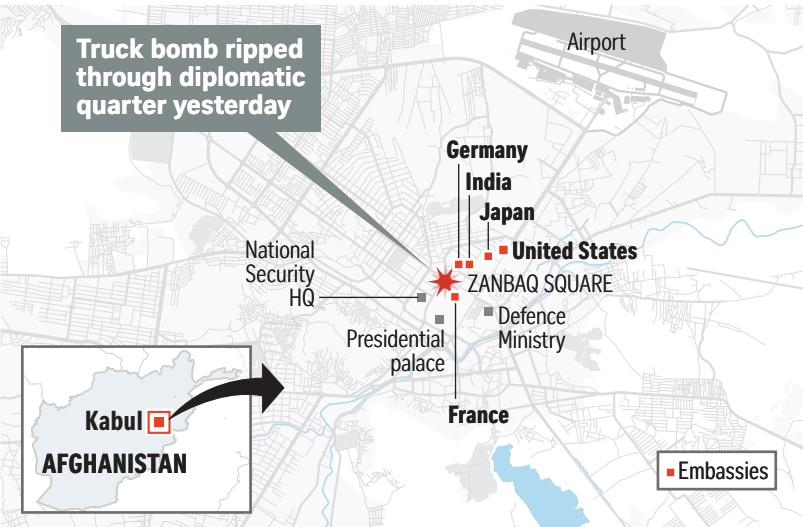 Truck bomb ripped
through diplomatic
quarter yesterday
Airport
Germany
India
Japan
United States
National
Security
HQ
ZANBAQ SQUARE
Defence
Ministry
Presidential
palace
France
Kabul
AFGHANISTAN
Embassies